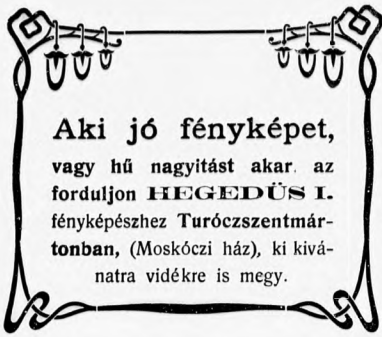 Aki jó fényképet,
vagy hű nagyitást akar. az
forduljon HEGEDÜS I.
fényképészhez Turóczszentmár-
tonban, (Moskóczi ház), ki kivá-
natra vidékre is megy.